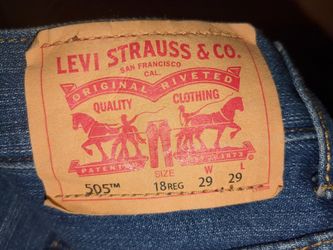 LEVI STRAUSS & CO.
SAN FRANCISCO
CAL.
ORIGINAL RIVETED
QUALITY CLOTHING
PATENTED
1873
SIZE W L
505™ 18REG 29 29